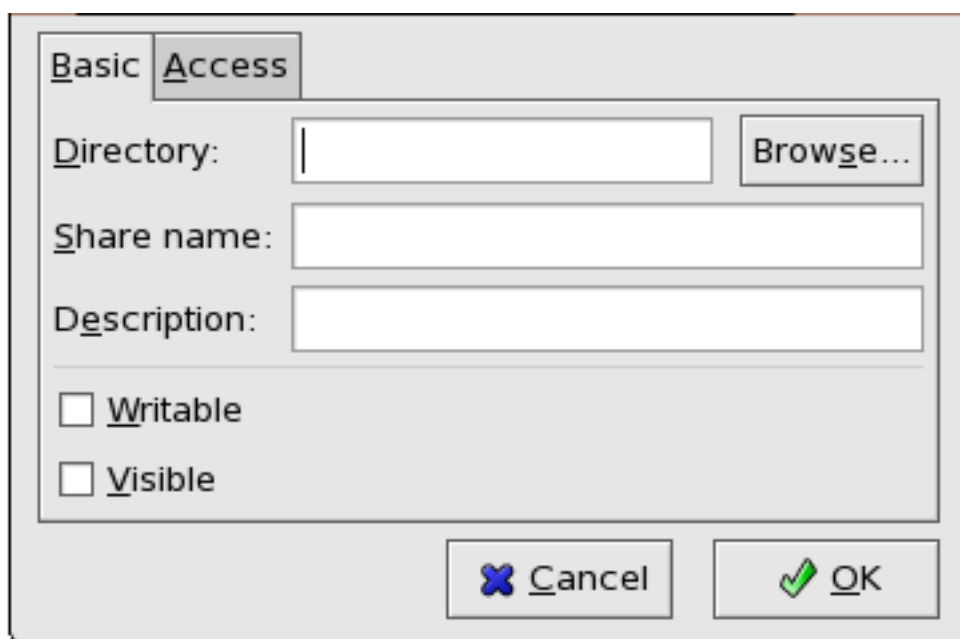 Basic Access
Directory: Browse...
Share name:
Description:
Writable
Visible
Cancel OK